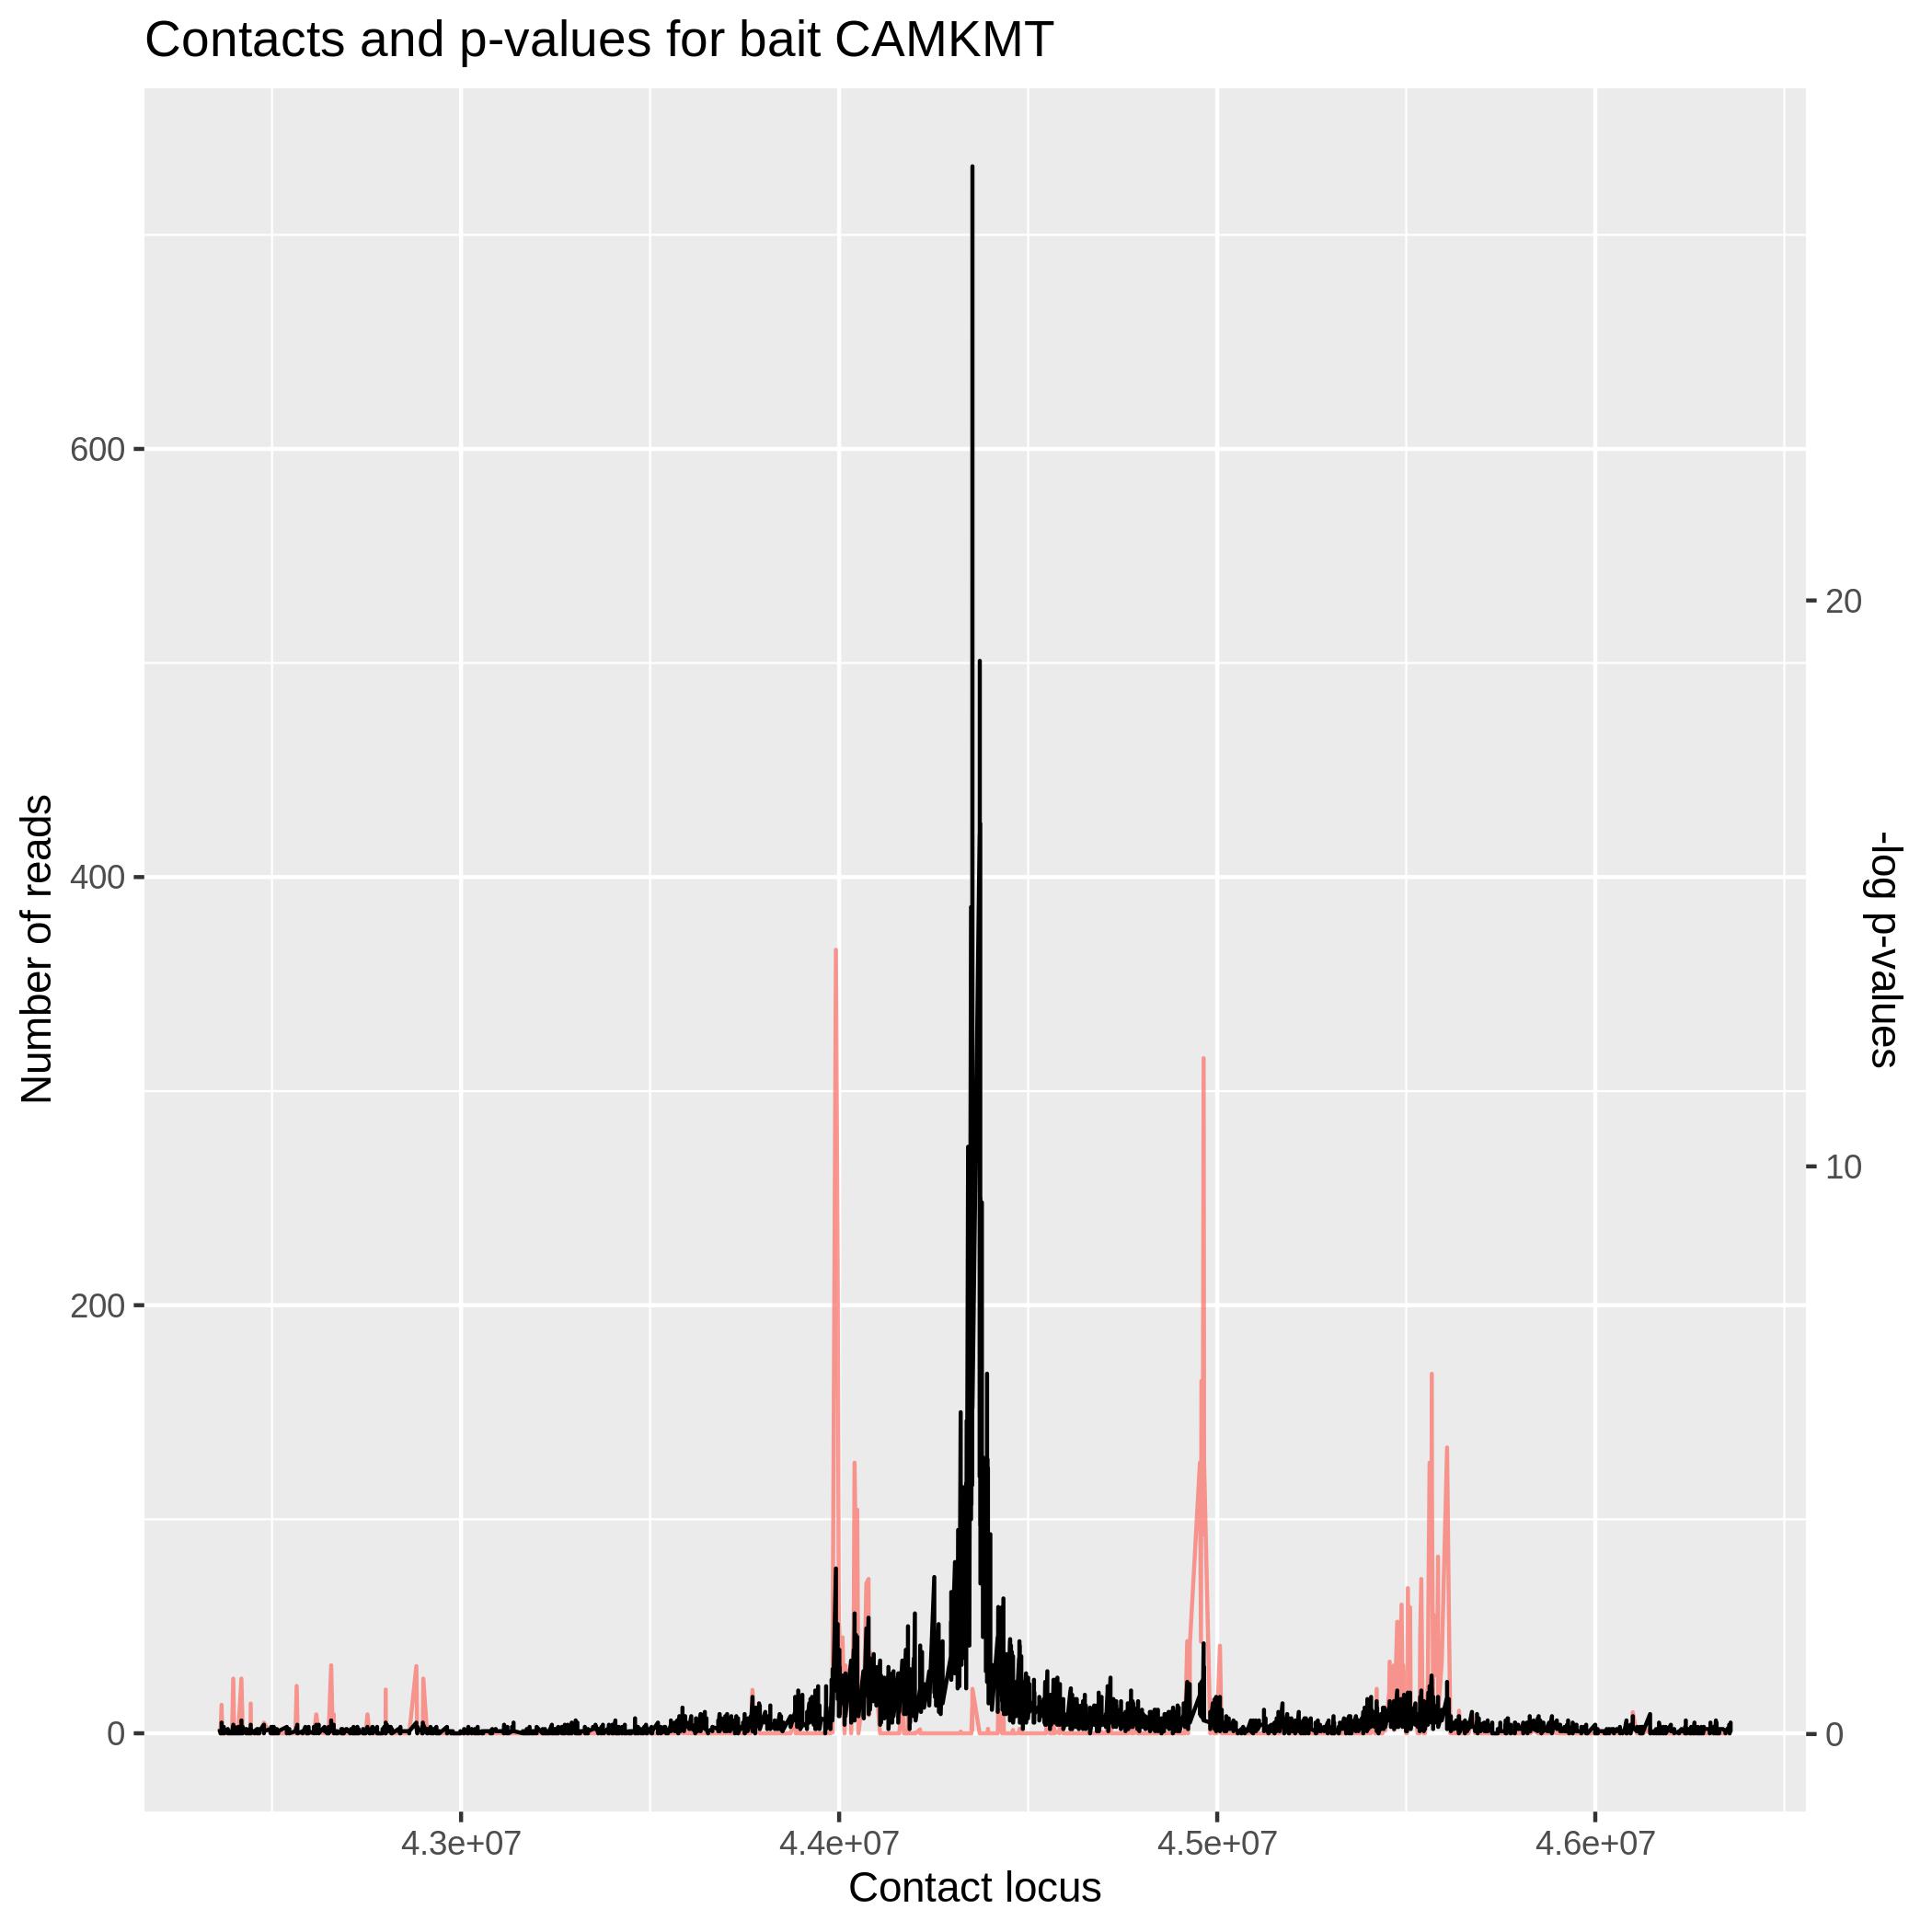 Contacts and p-values for bait CAMKMT
Number of reads
600
400
200
0
20
10
0
-log p-values
4.3e+07
4.4e+07
4.5e+07
4.6e+07
Contact locus